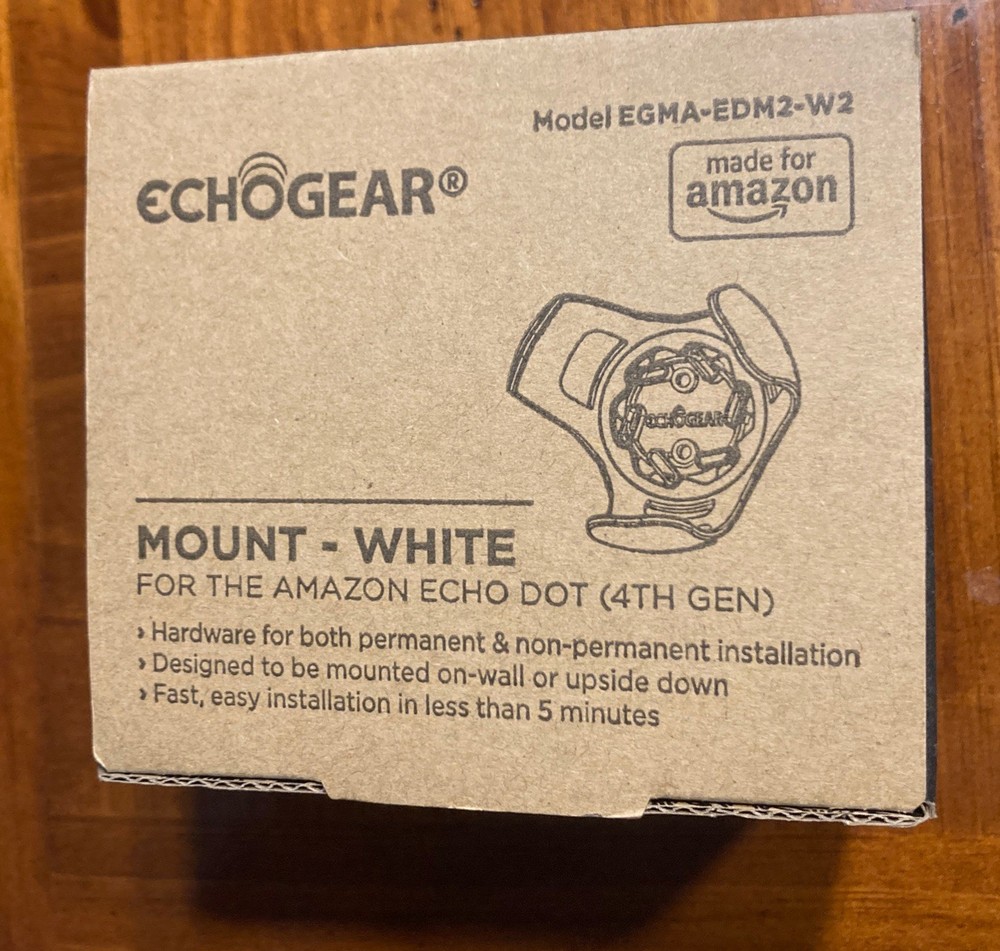 Model EGMA-EDM2-W2
ECHOGEAR®
made for
amazon
ECHOGEAR
MOUNT - WHITE
FOR THE AMAZON ECHO DOT (4TH GEN)
› Hardware for both permanent & non-permanent installation
› Designed to be mounted on-wall or upside down
› Fast, easy installation in less than 5 minutes